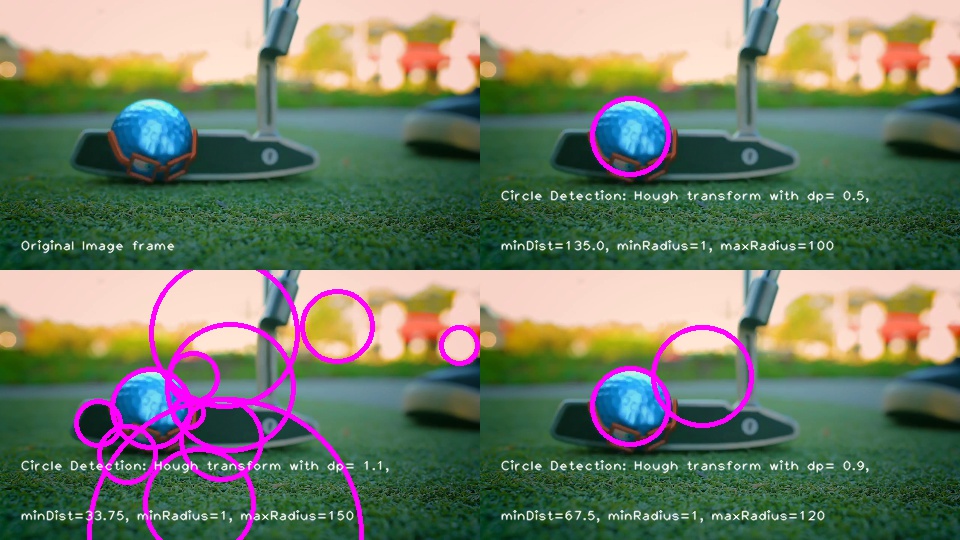 Original Image frame
Circle Detection: Hough transform with dp= 0.5,
minDist=135.0, minRadius=1, maxRadius=100
Circle Detection: Hough transform with dp= 1.1,
minDist=33.75, minRadius=1, maxRadius=150
Circle Detection: Hough transform with dp= 0.9,
minDist=67.5, minRadius=1, maxRadius=120